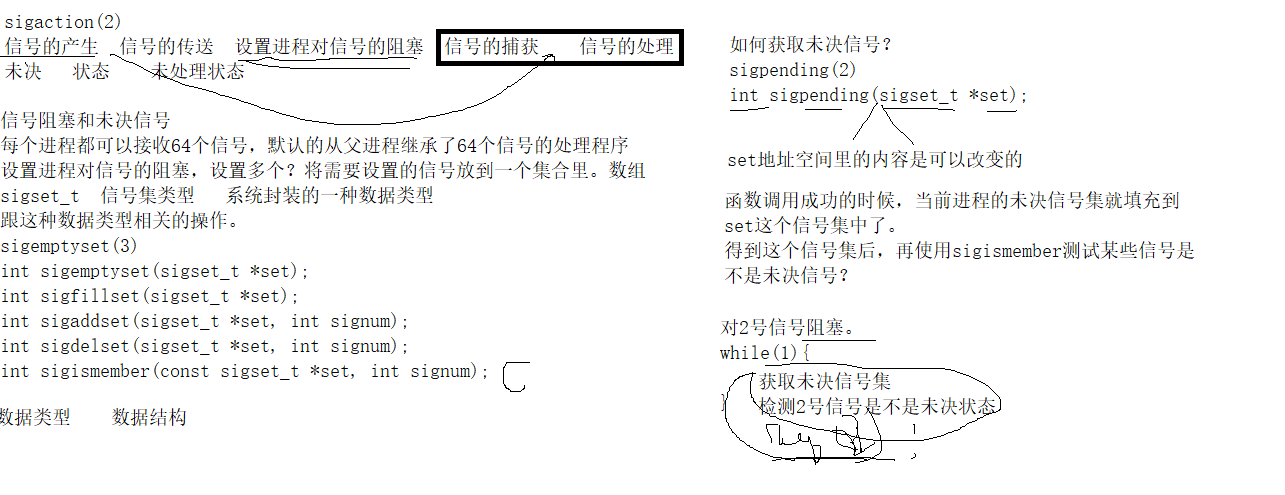 sigaction(2)
信号的产生 信号的传送 设置进程对信号的阻塞 信号的捕获 信号的处理
未决 状态 未处理状态
信号阻塞和未决信号
每个进程都可以接收64个信号，默认的从父进程继承了64个信号的处理程序
设置进程对信号的阻塞，设置多个？将需要设置的信号放到一个集合里。数组
sigset_t 信号集类型 系统封装的一种数据类型
跟这种数据类型相关的操作。
sigemptyset(3)
int sigemptyset(sigset_t *set);
int sigfillset(sigset_t *set);
int sigaddset(sigset_t *set, int signum);
int sigdelset(sigset_t *set, int signum);
int sigismember(const sigset_t *set, int signum);
数据类型 数据结构
如何获取未决信号？
sigpending(2)
int sigpending(sigset_t *set);
set地址空间里的内容是可以改变的
函数调用成功的时候，当前进程的未决信号集就填充到
set这个信号集中了。
得到这个信号集后，再使用sigismember测试某些信号是
不是未决信号？
对2号信号阻塞。
while(1){
获取未决信号集
检测2号信号是不是未决状态
}